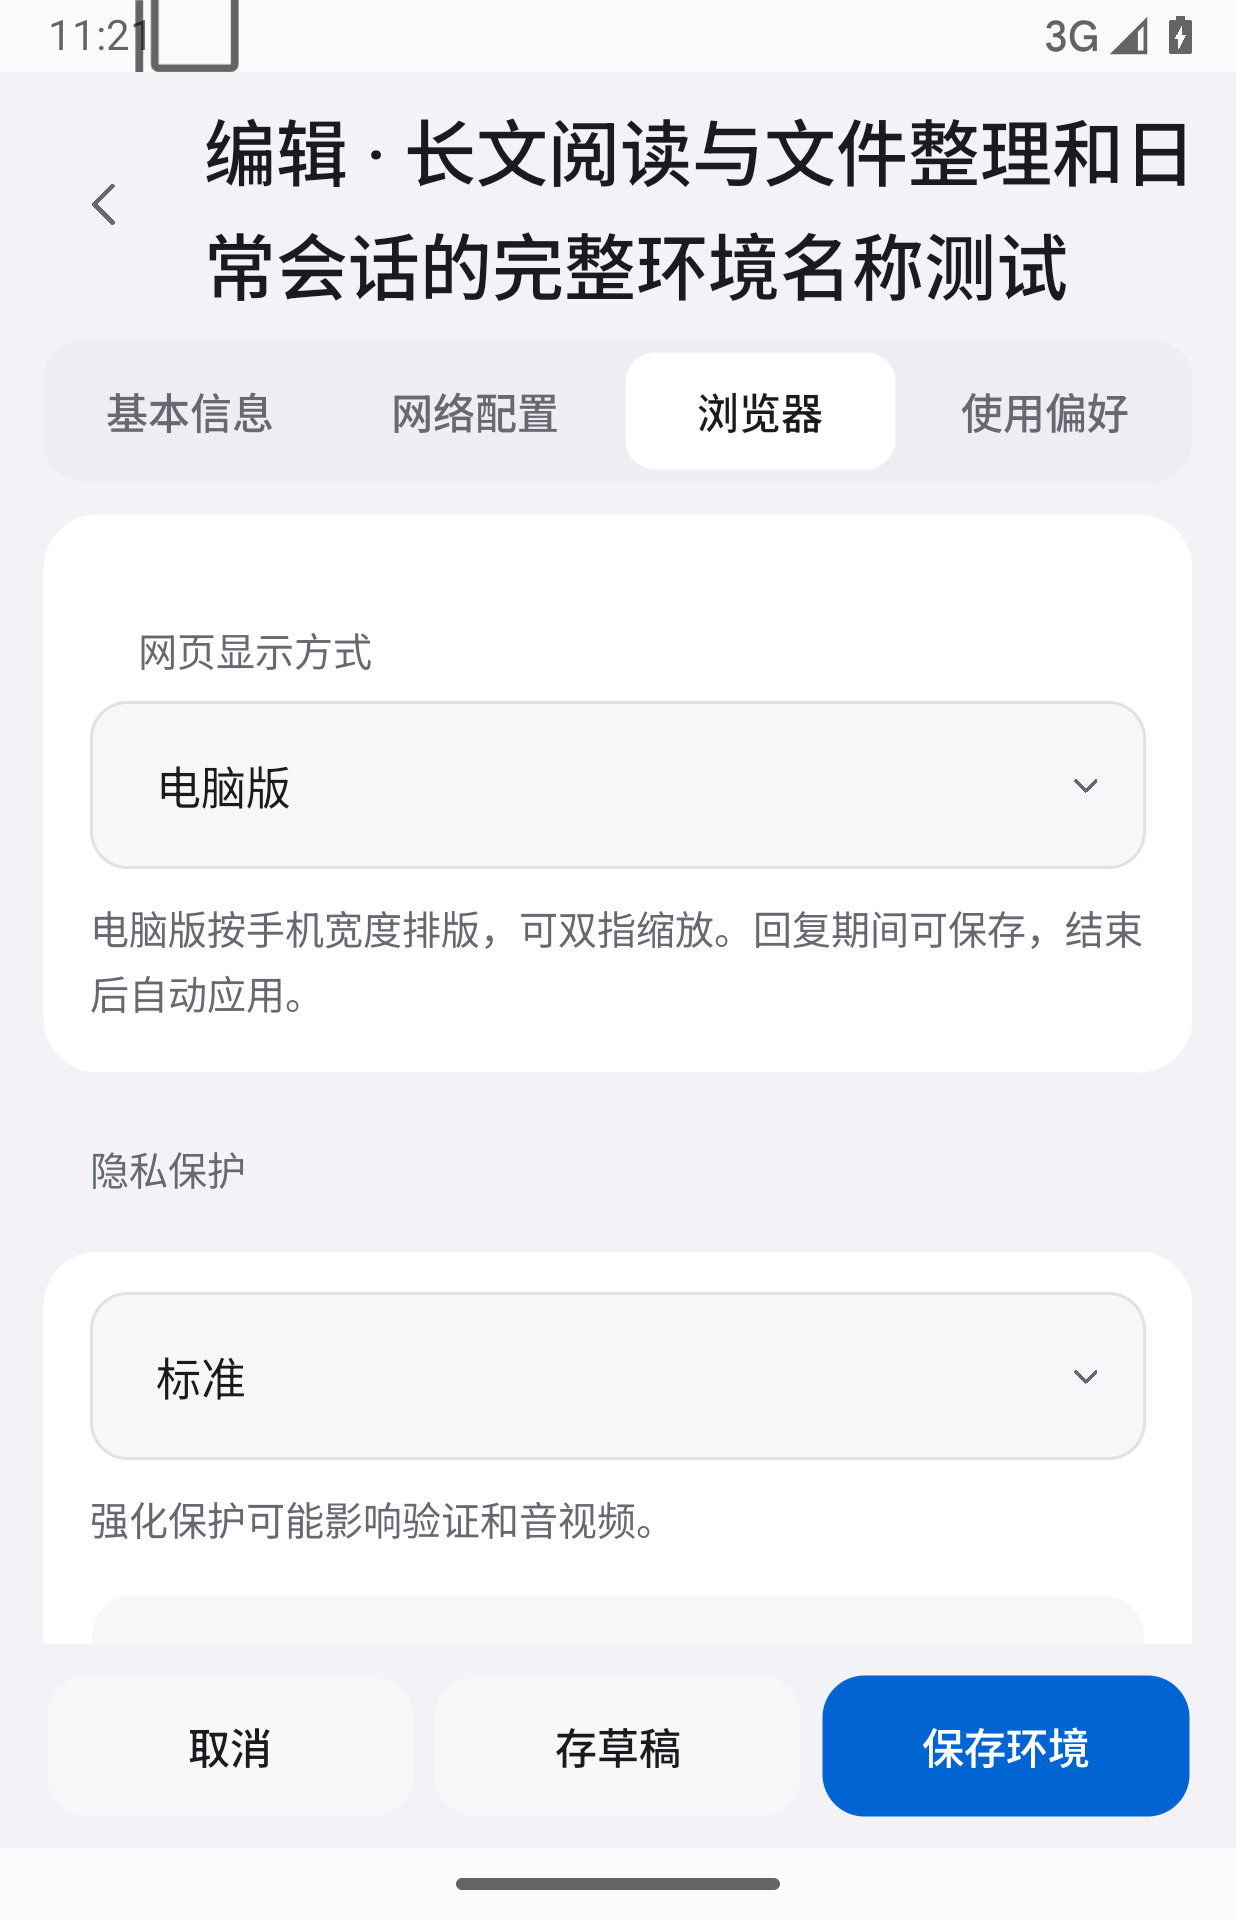 11:21
3G
编辑 · 长文阅读与文件整理和日
常会话的完整环境名称测试
基本信息
网络配置
浏览器
使用偏好
网页显示方式
电脑版
电脑版按手机宽度排版，可双指缩放。回复期间可保存，结束
后自动应用。
隐私保护
标准
强化保护可能影响验证和音视频。
取消
存草稿
保存环境